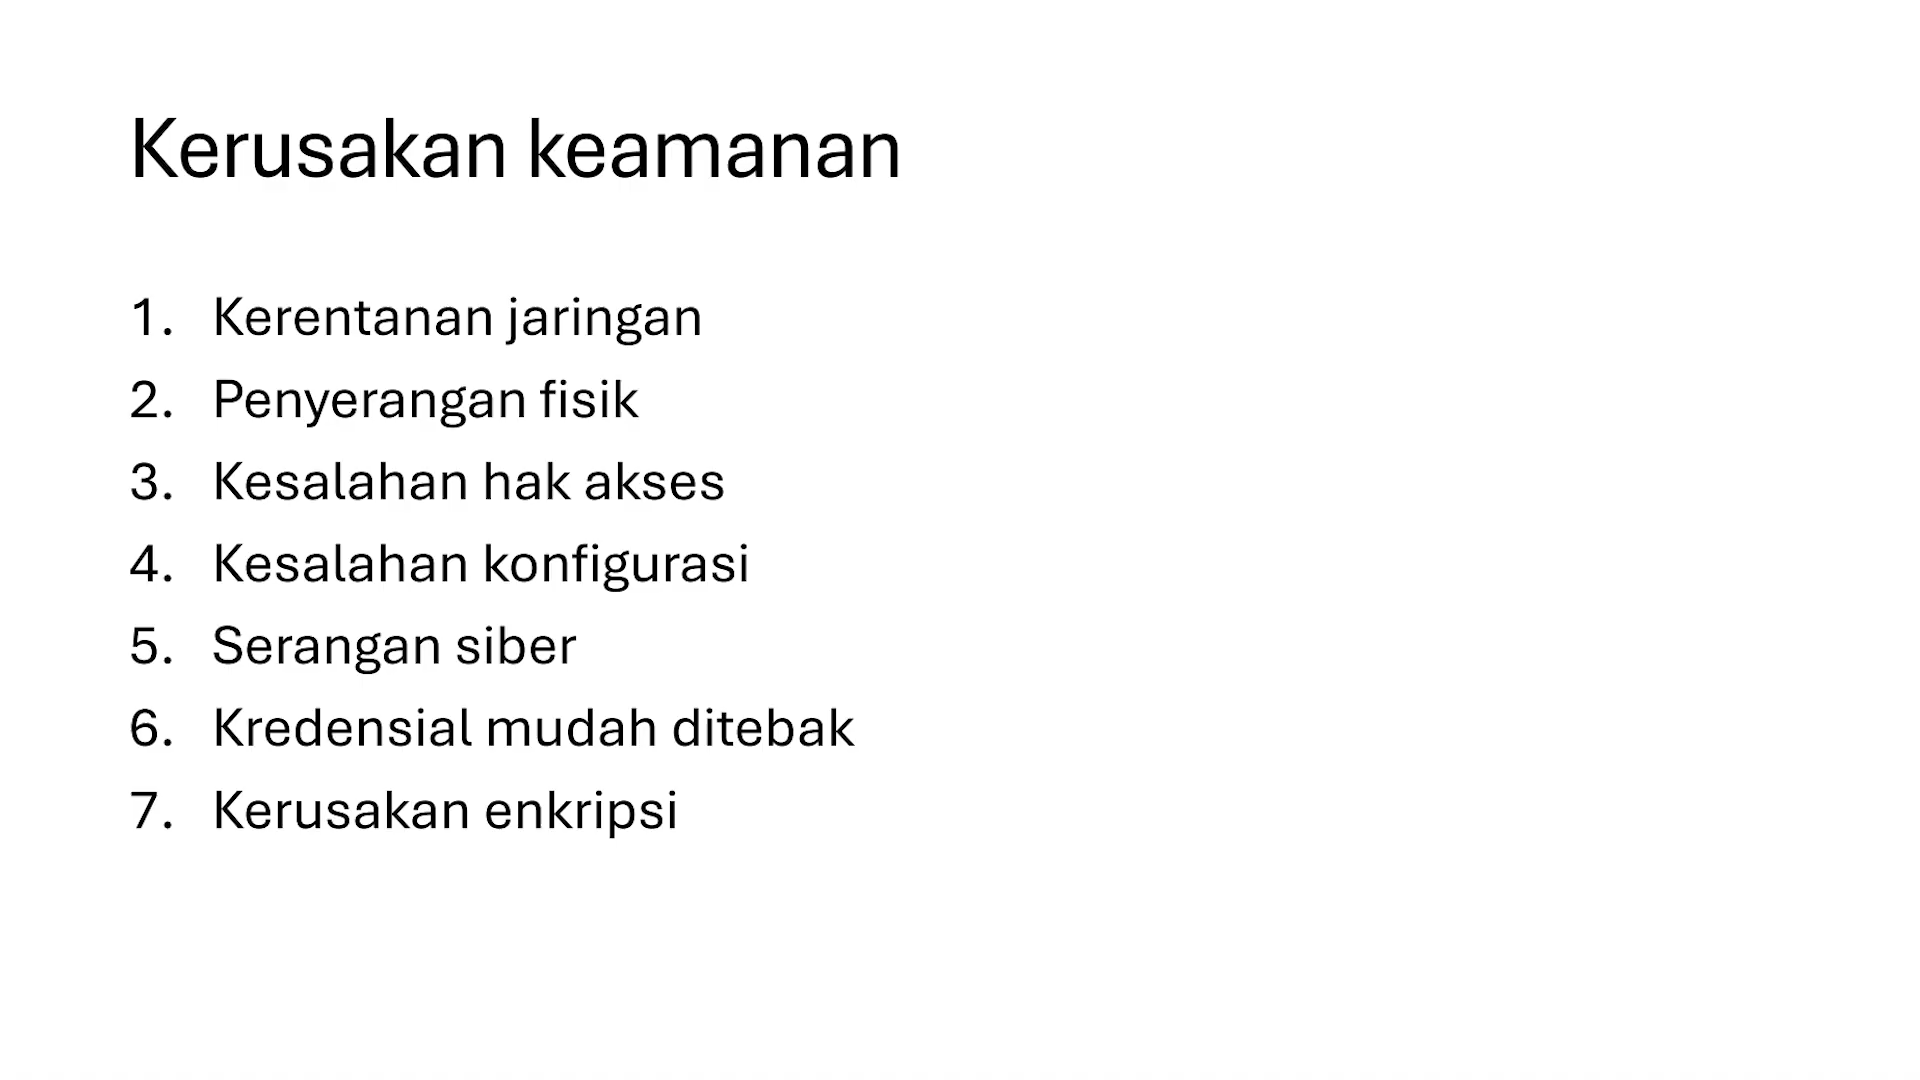 Kerusakan keamanan
1. Kerentanan jaringan
2. Penyerangan fisik
3. Kesalahan hak akses
4. Kesalahan konfigurasi
5. Serangan siber
6. Kredensial mudah ditebak
7. Kerusakan enkripsi